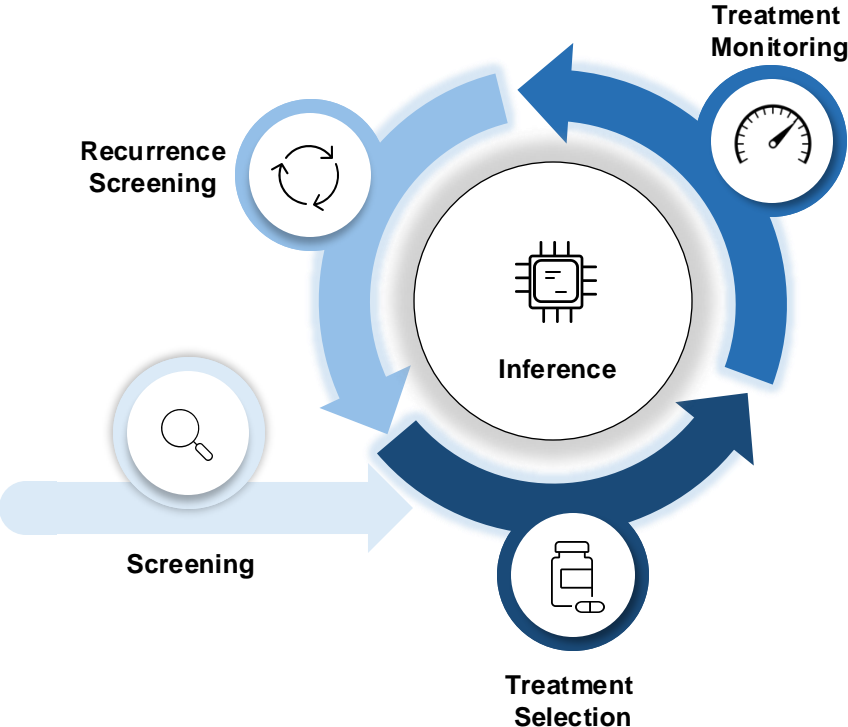 Treatment
Monitoring
Recurrence
Screening
Inference
Screening
Treatment
Selection